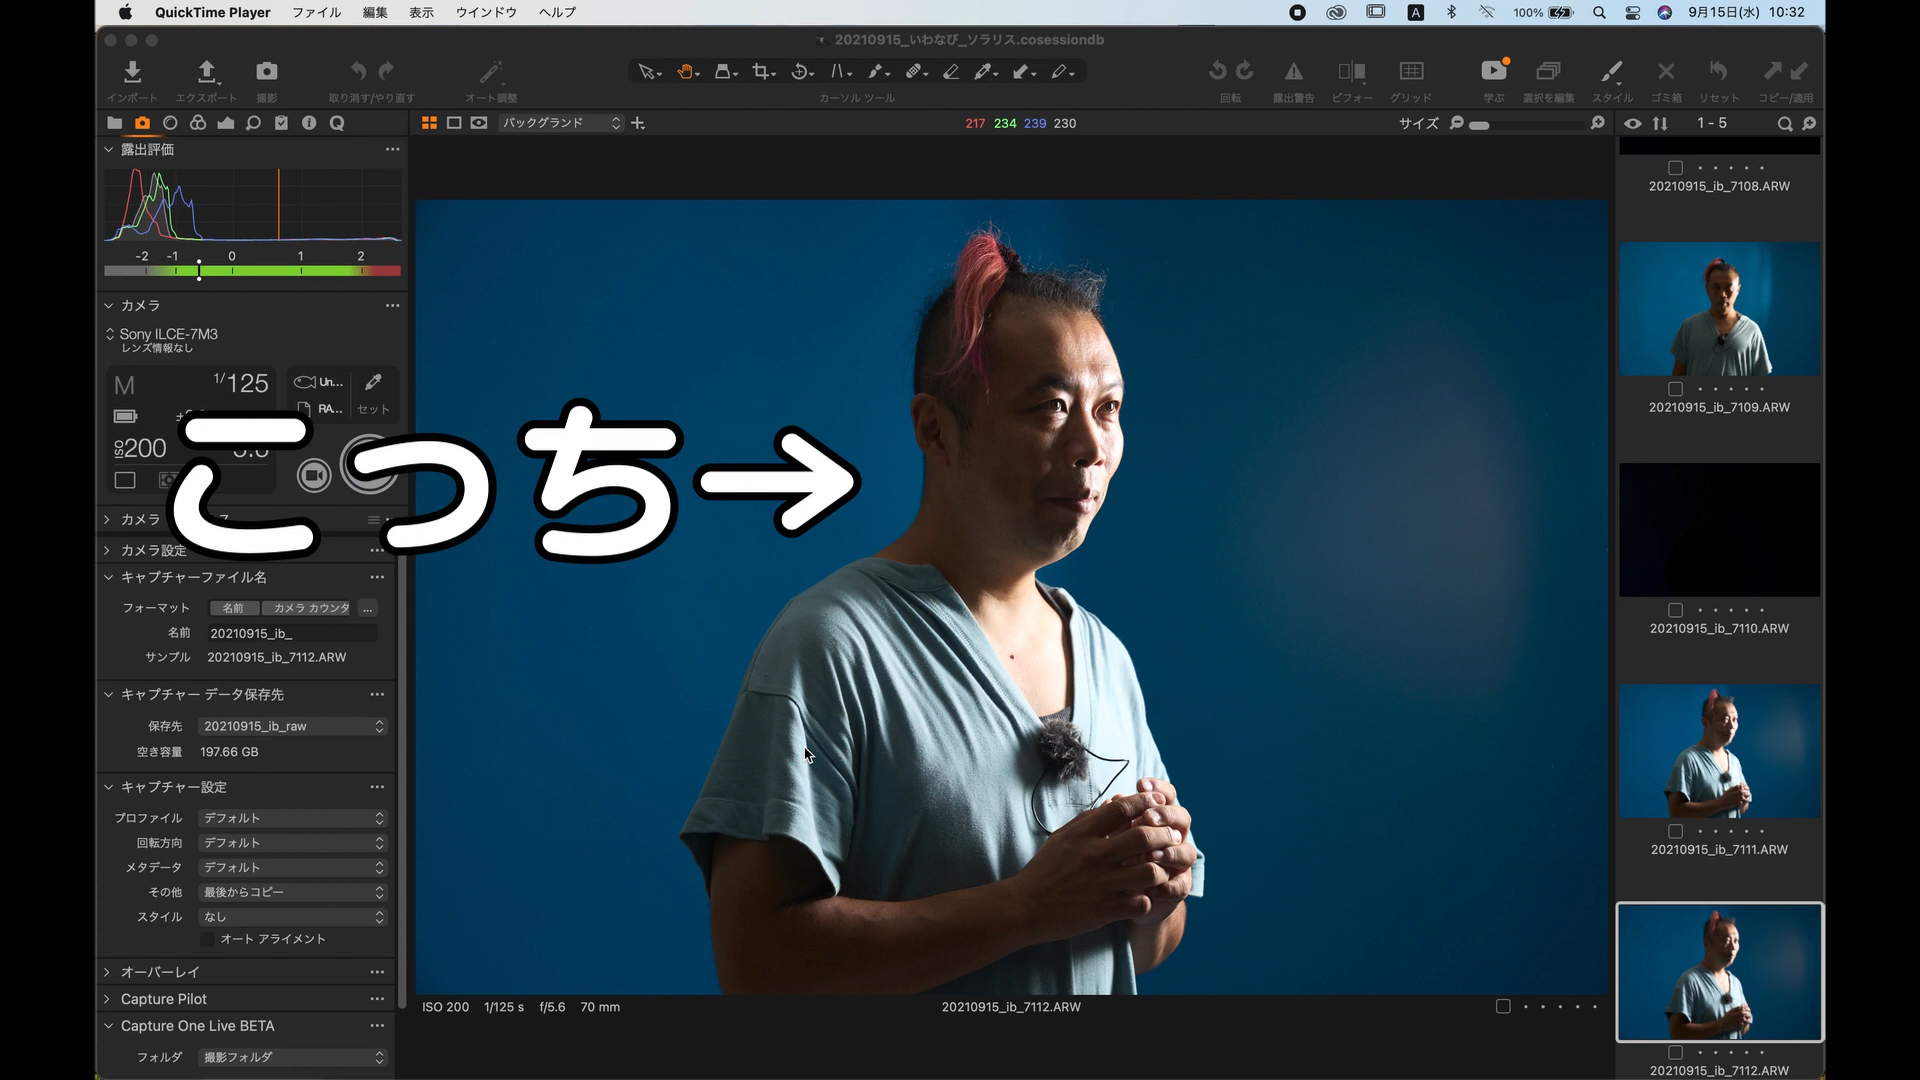 QuickTime Player ファイル 編集 表示 ウインドウ ヘルプ
A 100% 9月15日(水) 10:32
20210915_いわなび_ソラリス.cosessiondb
インポート エクスポート 撮影 取り消す/やり直す オート調整 カーソル ツール 回転 露出警告 ビフォー グリッド 学ぶ 選択を編集 スタイル ゴミ箱 リセット コピー/適用
バックグランド 217 234 239 230 サイズ 1 - 5
露出評価
-2 -1 0 1 2
カメラ
Sony ILCE-7M3
レンズ情報なし
M 1/125 Un...
RA... セット
ISO 200
こっち→
カメラ
カメラ設定
キャプチャーファイル名
フォーマット 名前 カメラ カウンタ ...
名前 20210915_ib_
サンプル 20210915_ib_7112.ARW
キャプチャー データ保存先
保存先 20210915_ib_raw
空き容量 197.66 GB
キャプチャー設定
プロファイル デフォルト
回転方向 デフォルト
メタデータ デフォルト
その他 最後からコピー
スタイル なし
オート アライメント
オーバーレイ
Capture Pilot
Capture One Live BETA
フォルダ 撮影フォルダ
ISO 200 1/125 s f/5.6 70 mm 20210915_ib_7112.ARW
20210915_ib_7108.ARW
20210915_ib_7109.ARW
20210915_ib_7110.ARW
20210915_ib_7111.ARW
20210915_ib_7112.ARW